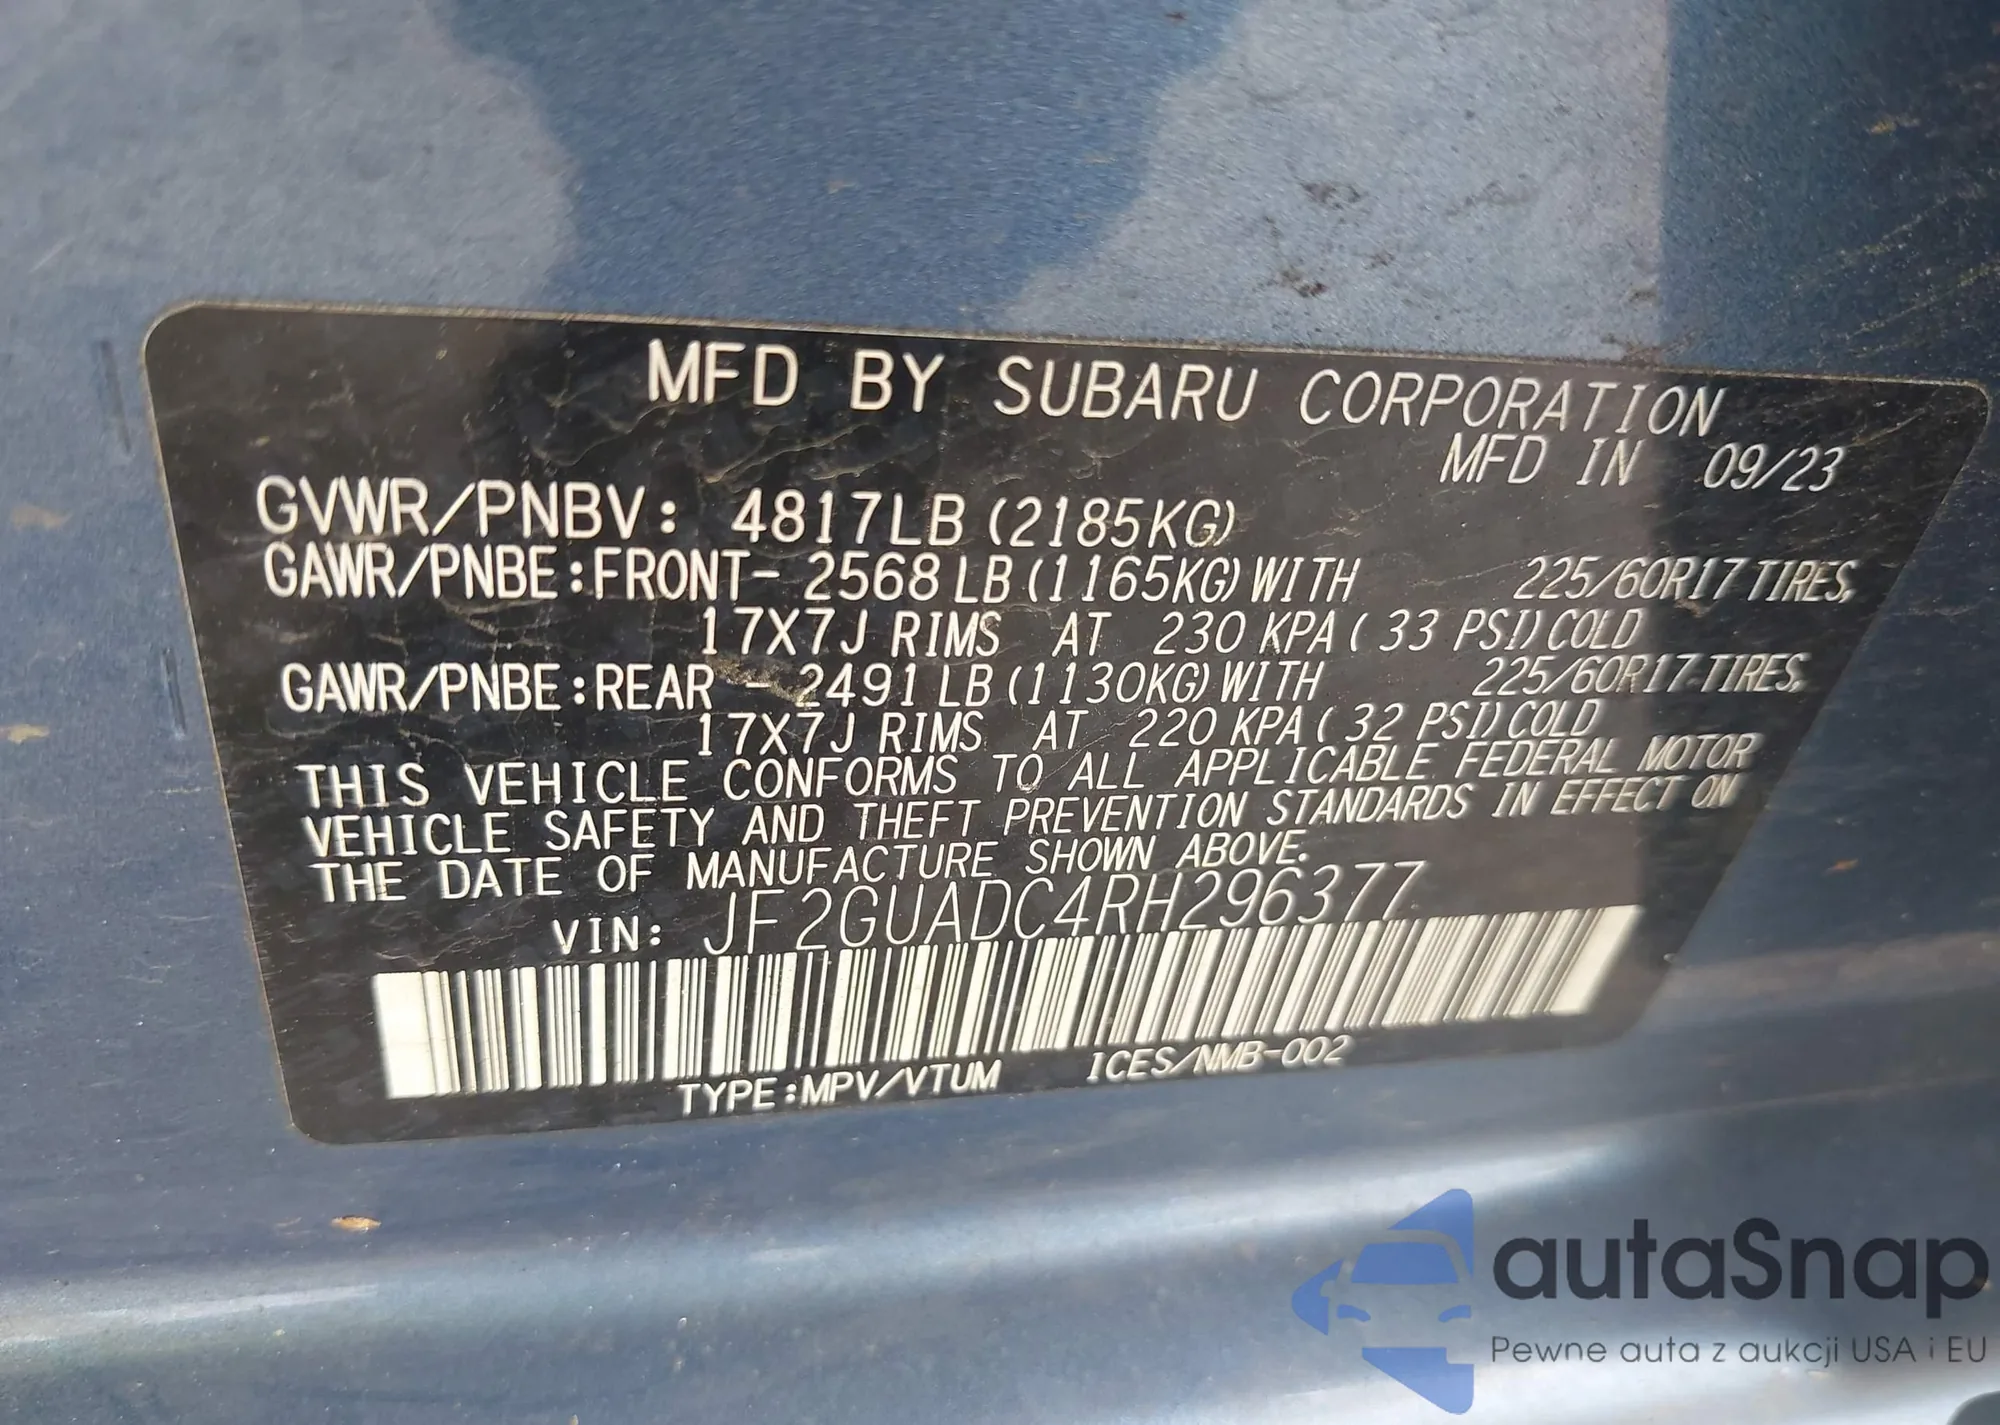 MFD BY SUBARU CORPORATION
MFD IN 09/23
GVWR/PNBV: 4817LB (2185KG)
GAWR/PNBE:FRONT- 2568 LB (1165KG) WITH 225/60R17 TIRES,
17X7J RIMS AT 230 KPA ( 33 PSI) COLD
GAWR/PNBE:REAR - 2491 LB (1130KG) WITH 225/60R17 TIRES,
17X7J RIMS AT 220 KPA ( 32 PSI) COLD
THIS VEHICLE CONFORMS TO ALL APPLICABLE FEDERAL MOTOR
VEHICLE SAFETY AND THEFT PREVENTION STANDARDS IN EFFECT ON
THE DATE OF MANUFACTURE SHOWN ABOVE.
VIN: JF2GUADC4RH296377
TYPE:MPV/VTUM ICES/NMB-002
autaSnap
Pewne auta z aukcji USA i EU